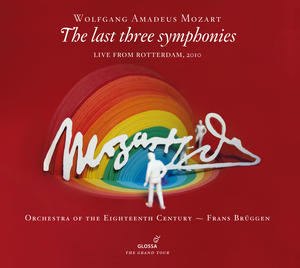 WOLFGANG AMADEUS MOZART
The last three symphonies
LIVE FROM ROTTERDAM, 2010
Mozart
ORCHESTRA OF THE EIGHTEENTH CENTURY ~ FRANS BRÜGGEN
GLOSSA
THE GRAND TOUR